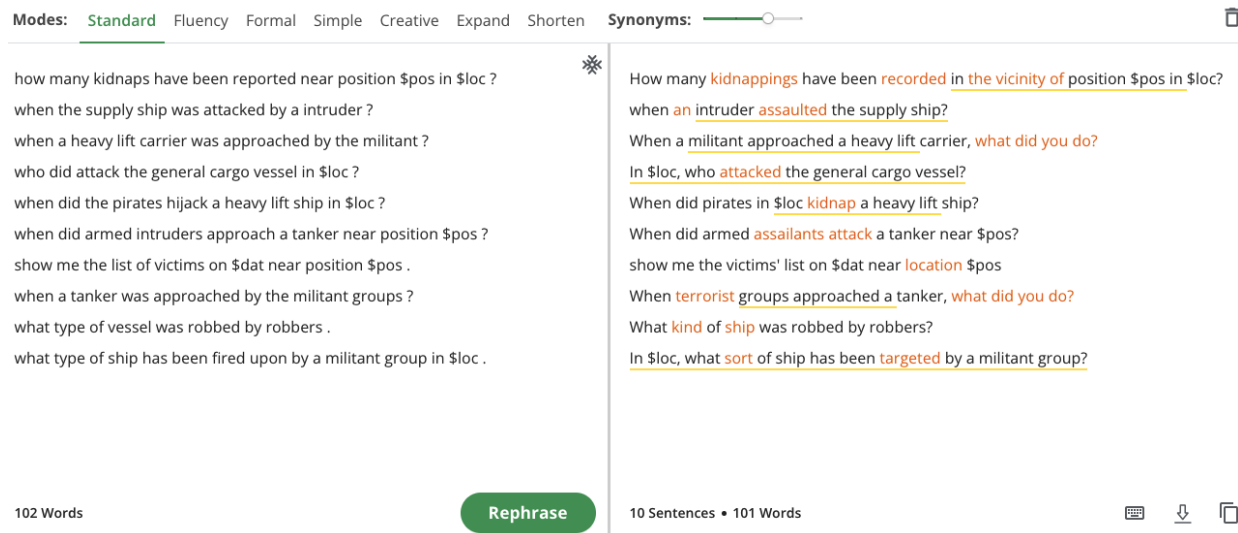 Modes: Standard Fluency Formal Simple Creative Expand Shorten Synonyms:
how many kidnaps have been reported near position $pos in $loc ?
when the supply ship was attacked by a intruder ?
when a heavy lift carrier was approached by the militant ?
who did attack the general cargo vessel in $loc ?
when did the pirates hijack a heavy lift ship in $loc ?
when did armed intruders approach a tanker near position $pos ?
show me the list of victims on $dat near position $pos .
when a tanker was approached by the militant groups ?
what type of vessel was robbed by robbers .
what type of ship has been fired upon by a militant group in $loc .
102 Words
Rephrase
How many kidnappings have been recorded in the vicinity of position $pos in $loc?
when an intruder assaulted the supply ship?
When a militant approached a heavy lift carrier, what did you do?
In $loc, who attacked the general cargo vessel?
When did pirates in $loc kidnap a heavy lift ship?
When did armed assailants attack a tanker near $pos?
show me the victims' list on $dat near location $pos
When terrorist groups approached a tanker, what did you do?
What kind of ship was robbed by robbers?
In $loc, what sort of ship has been targeted by a militant group?
10 Sentences • 101 Words